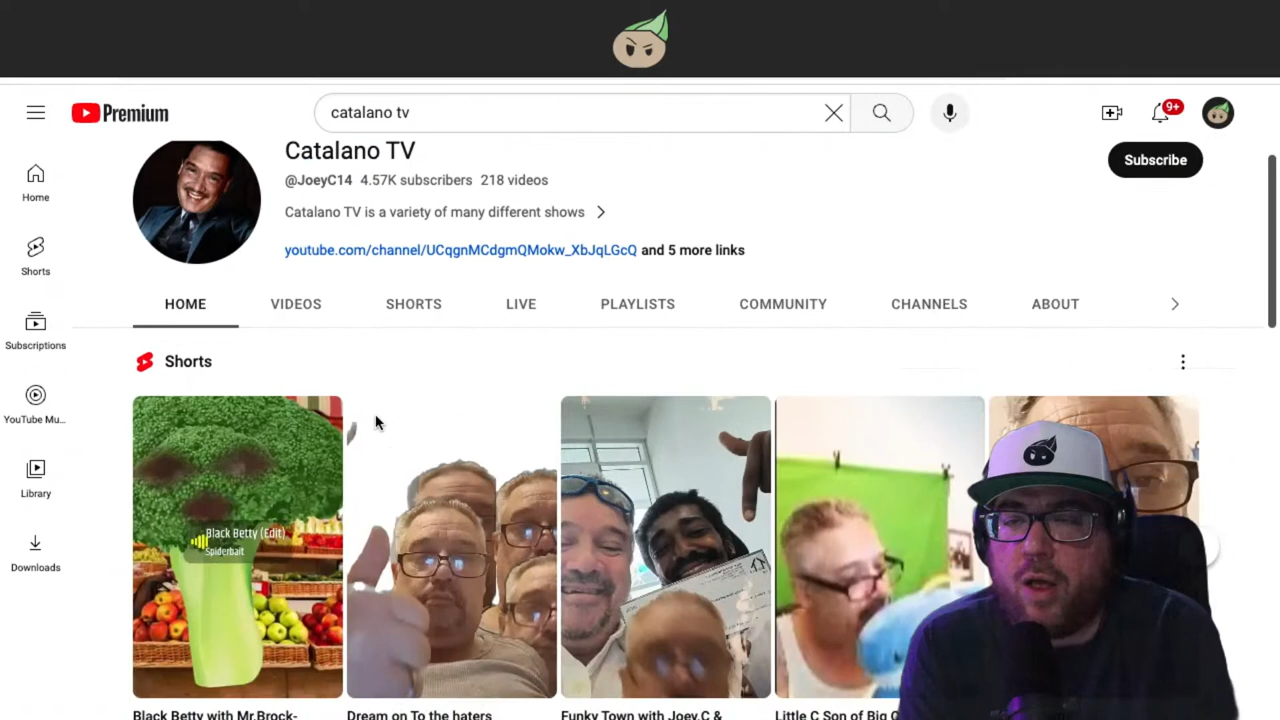 Premium
catalano tv
9+
Catalano TV
Subscribe
@JoeyC14 4.57K subscribers 218 videos
Catalano TV is a variety of many different shows
youtube.com/channel/UCqgnMCdgmQMokw_XbJqLGcQ and 5 more links
HOME VIDEOS SHORTS LIVE PLAYLISTS COMMUNITY CHANNELS ABOUT
Home
Shorts
Subscriptions
YouTube Mu...
Library
Downloads
Shorts
Black Betty (Edit)
Spiderbait
Black Betty with Mr.Brock-
Dream on To the haters
Funky Town with Joey.C &
Little C Son of Big